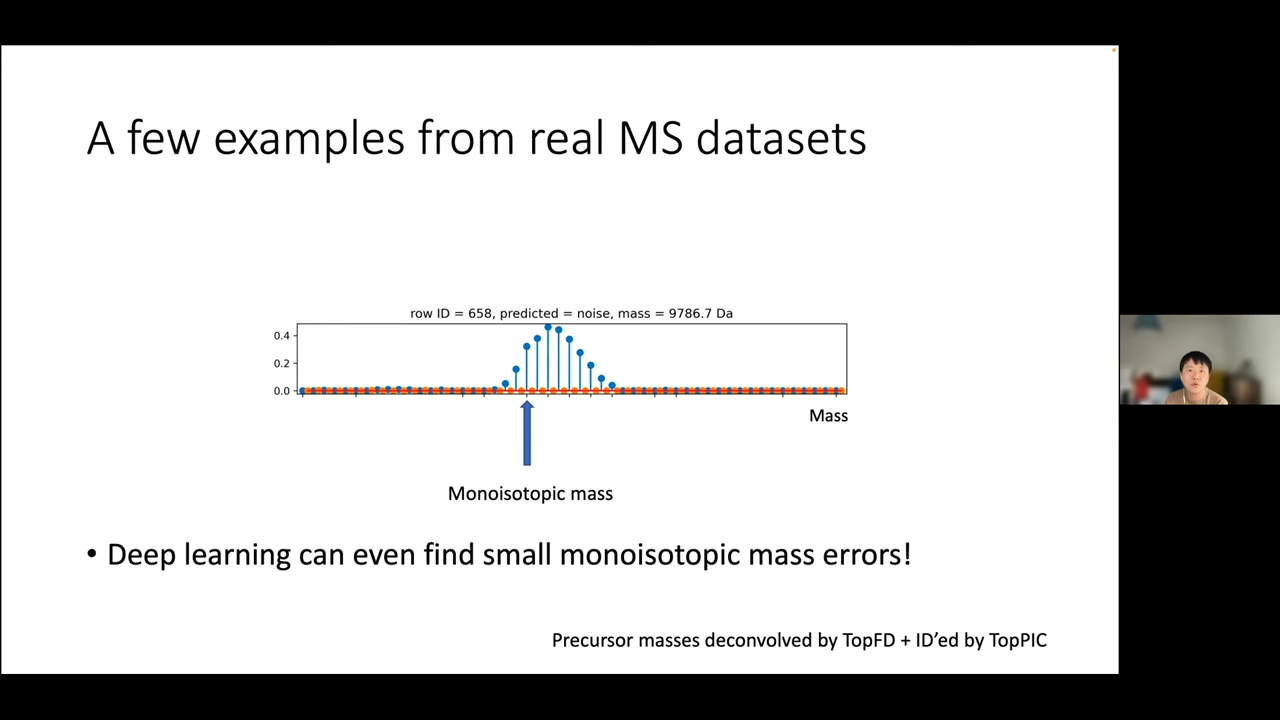 A few examples from real MS datasets
row ID = 658, predicted = noise, mass = 9786.7 Da
0.4
0.2
0.0
Mass
Monoisotopic mass
• Deep learning can even find small monoisotopic mass errors!
Precursor masses deconvolved by TopFD + ID’ed by TopPIC